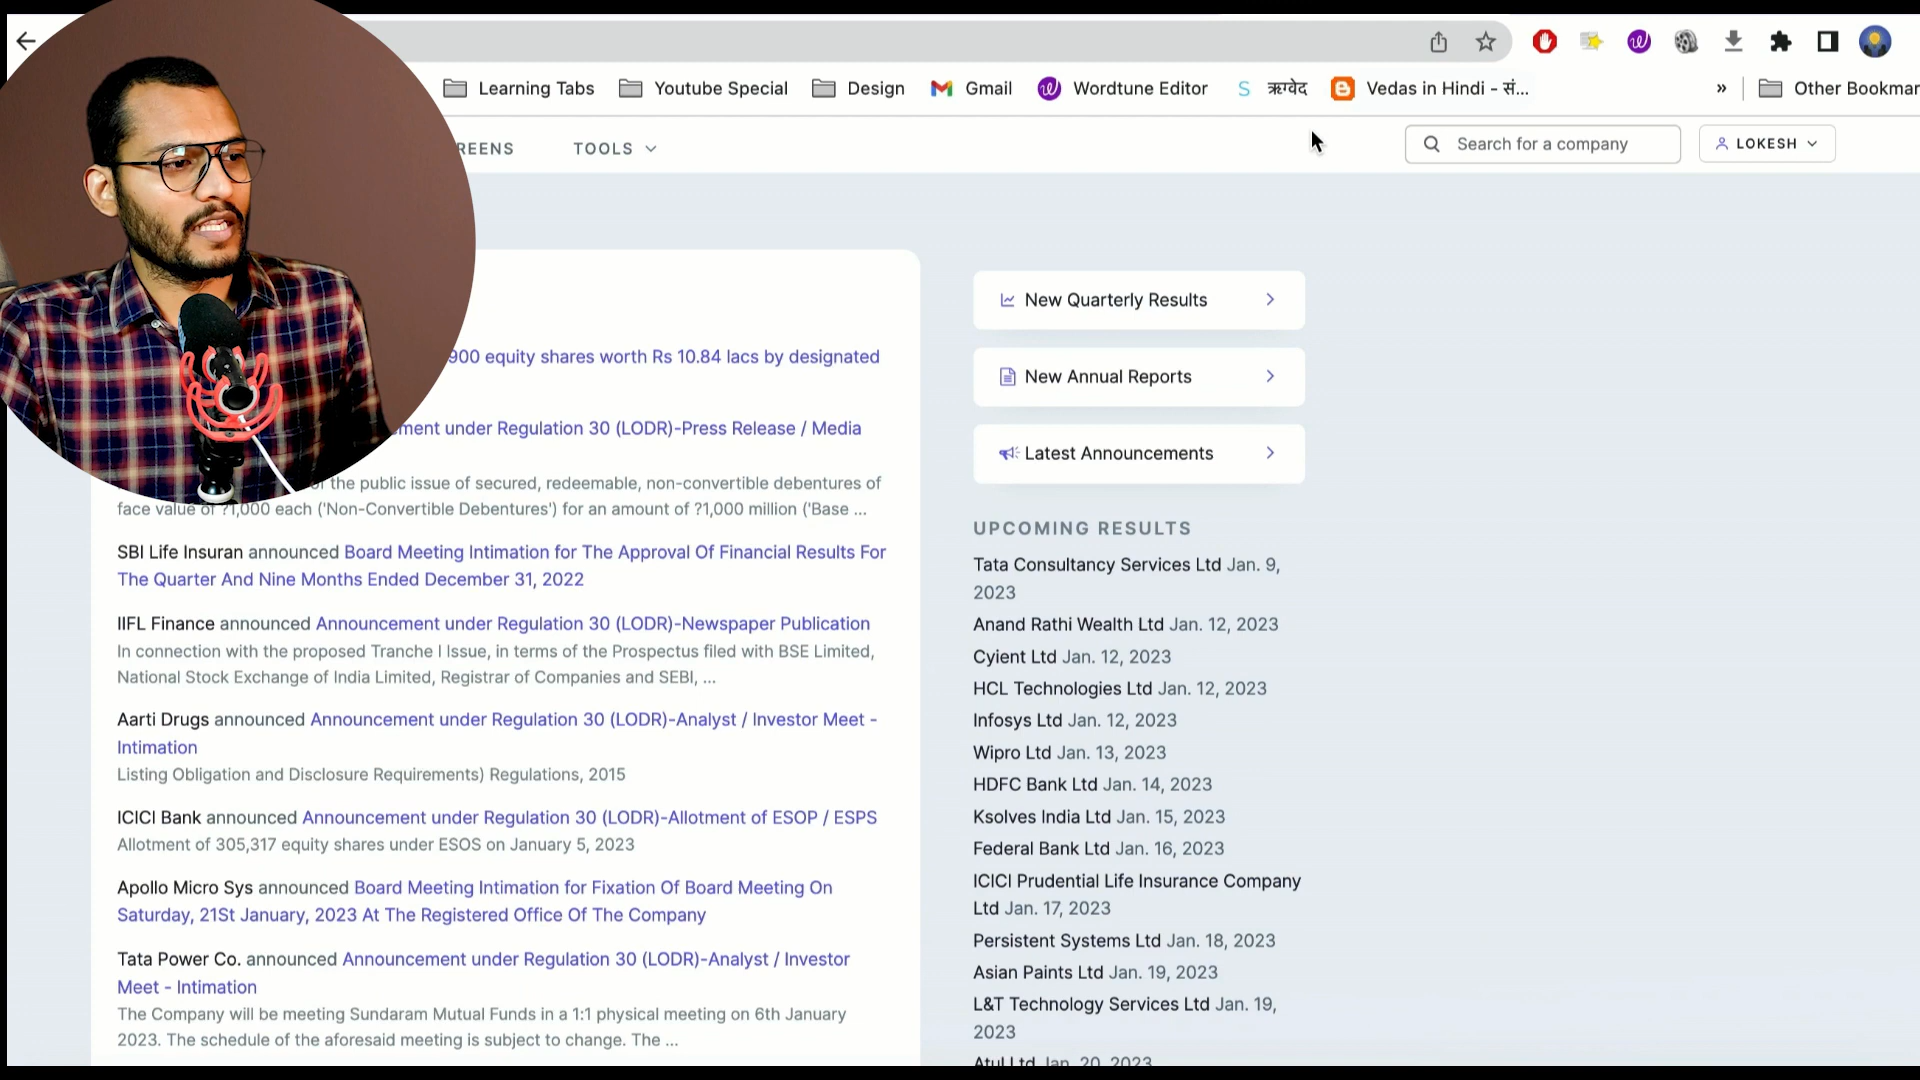 Learning Tabs
Youtube Special
Design
Gmail
Wordtune Editor
S ऋग्वेद
Vedas in Hindi - सं...
»
Other Bookmar
REENS
TOOLS
Search for a company
LOKESH
900 equity shares worth Rs 10.84 lacs by designated
ment under Regulation 30 (LODR)-Press Release / Media
the public issue of secured, redeemable, non-convertible debentures of
face value of ?1,000 each ('Non-Convertible Debentures') for an amount of ?1,000 million ('Base ...
SBI Life Insuran announced Board Meeting Intimation for The Approval Of Financial Results For
The Quarter And Nine Months Ended December 31, 2022
IIFL Finance announced Announcement under Regulation 30 (LODR)-Newspaper Publication
In connection with the proposed Tranche I Issue, in terms of the Prospectus filed with BSE Limited,
National Stock Exchange of India Limited, Registrar of Companies and SEBI, ...
Aarti Drugs announced Announcement under Regulation 30 (LODR)-Analyst / Investor Meet -
Intimation
Listing Obligation and Disclosure Requirements) Regulations, 2015
ICICI Bank announced Announcement under Regulation 30 (LODR)-Allotment of ESOP / ESPS
Allotment of 305,317 equity shares under ESOS on January 5, 2023
Apollo Micro Sys announced Board Meeting Intimation for Fixation Of Board Meeting On
Saturday, 21St January, 2023 At The Registered Office Of The Company
Tata Power Co. announced Announcement under Regulation 30 (LODR)-Analyst / Investor
Meet - Intimation
The Company will be meeting Sundaram Mutual Funds in a 1:1 physical meeting on 6th January
2023. The schedule of the aforesaid meeting is subject to change. The ...
New Quarterly Results
New Annual Reports
Latest Announcements
UPCOMING RESULTS
Tata Consultancy Services Ltd Jan. 9,
2023
Anand Rathi Wealth Ltd Jan. 12, 2023
Cyient Ltd Jan. 12, 2023
HCL Technologies Ltd Jan. 12, 2023
Infosys Ltd Jan. 12, 2023
Wipro Ltd Jan. 13, 2023
HDFC Bank Ltd Jan. 14, 2023
Ksolves India Ltd Jan. 15, 2023
Federal Bank Ltd Jan. 16, 2023
ICICI Prudential Life Insurance Company
Ltd Jan. 17, 2023
Persistent Systems Ltd Jan. 18, 2023
Asian Paints Ltd Jan. 19, 2023
L&T Technology Services Ltd Jan. 19,
2023
Atul Ltd Jan. 20, 2023